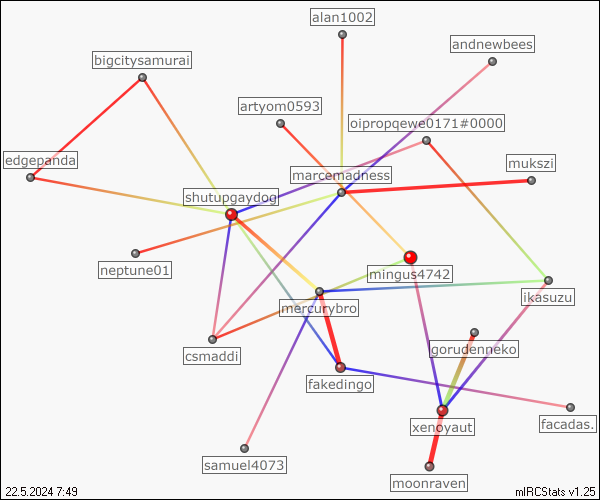 alan1002
andnewbees
bigcitysamurai
artyom0593
oipropqewe0171#0000
edgepanda
mukszi
marcemadness
shutupgaydog
neptune01
mingus4742
ikasuzu
mercurybro
gorudenneko
csmaddi
fakedingo
facadas.
xenoyaut
samuel4073
moonraven
22.5.2024 7:49
mIRCStats v1.25